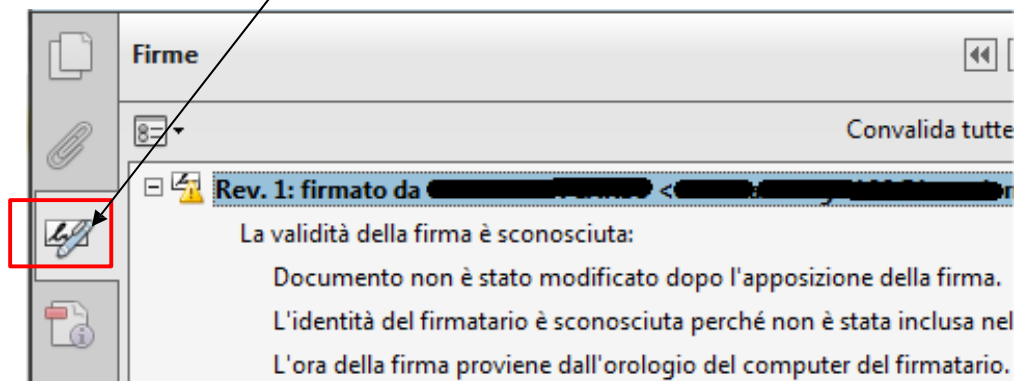 Firme
Convalida tutte
Rev. 1: firmato da <
La validità della firma è sconosciuta:
Documento non è stato modificato dopo l'apposizione della firma.
L'identità del firmatario è sconosciuta perché non è stata inclusa nel
L'ora della firma proviene dall'orologio del computer del firmatario.